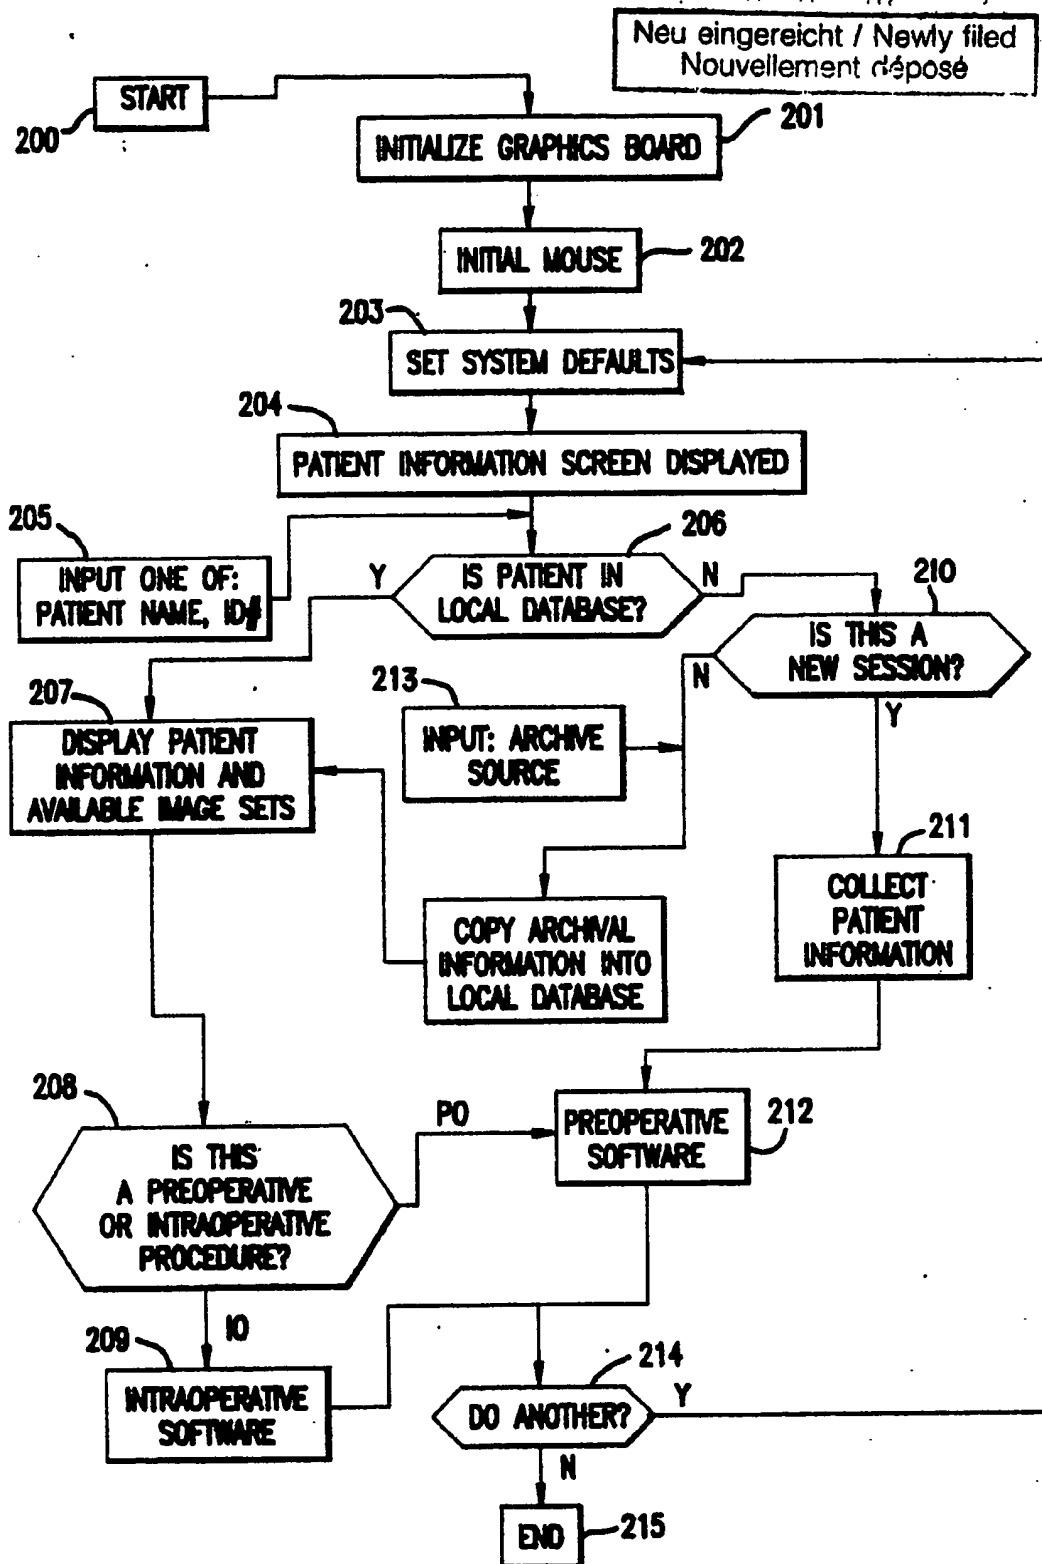 Neu eingereicht / Newly filed
Nouvellement déposé
START
200
INITIALIZE GRAPHICS BOARD
201
INITIAL MOUSE
202
203
SET SYSTEM DEFAULTS
204
PATIENT INFORMATION SCREEN DISPLAYED
205
INPUT ONE OF:
PATIENT NAME, ID#
206
Y
IS PATIENT IN
LOCAL DATABASE?
N
210
IS THIS A
NEW SESSION?
N
Y
207
DISPLAY PATIENT
INFORMATION AND
AVAILABLE IMAGE SETS
213
INPUT: ARCHIVE
SOURCE
211
COLLECT
PATIENT
INFORMATION
COPY ARCHIVAL
INFORMATION INTO
LOCAL DATABASE
208
IS THIS
A PREOPERATIVE
OR INTRAOPERATIVE
PROCEDURE?
PO
PREOPERATIVE
SOFTWARE
212
IO
209
INTRAOPERATIVE
SOFTWARE
214
DO ANOTHER?
Y
N
END
215